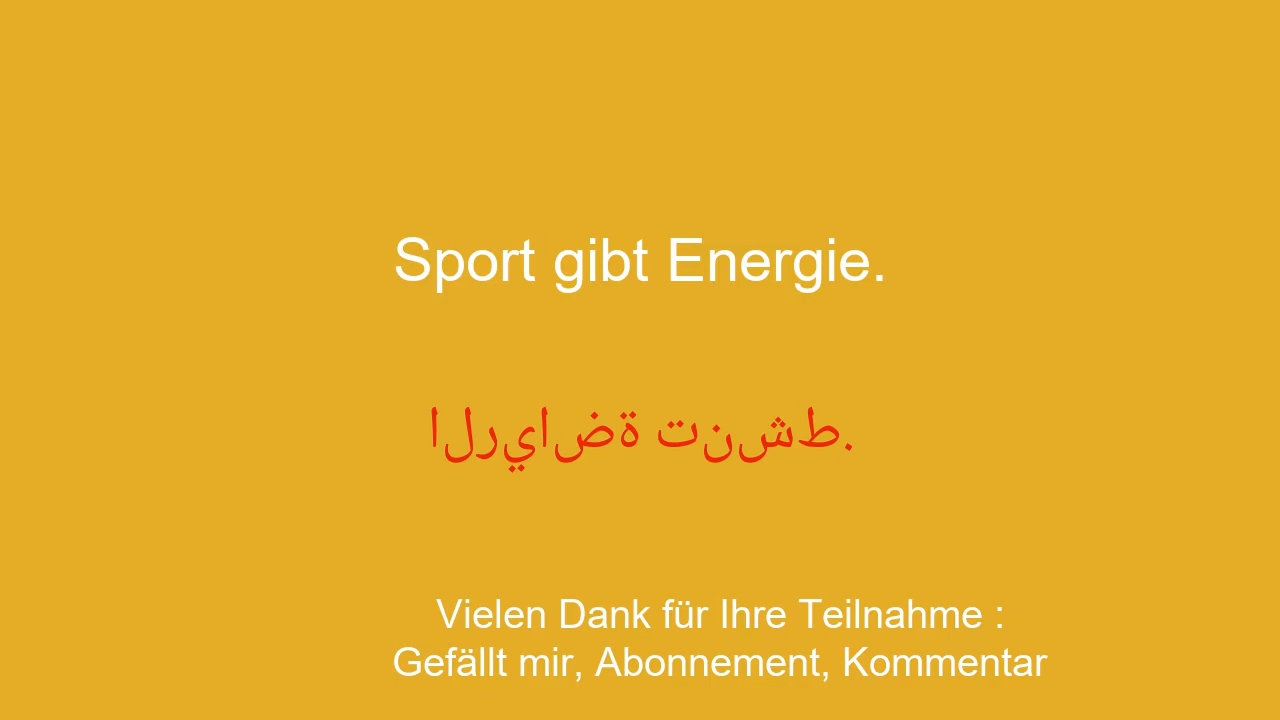 Sport gibt Energie.
الرياضة تنشط.
Vielen Dank für Ihre Teilnahme :
Gefällt mir, Abonnement, Kommentar